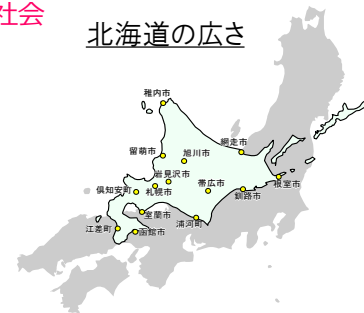 社会
北海道の広さ
稚内市
留萌市
旭川市
網走市
岩見沢市
倶知安町
札幌市
帯広市
根室市
釧路市
室蘭市
浦河町
江差町
函館市